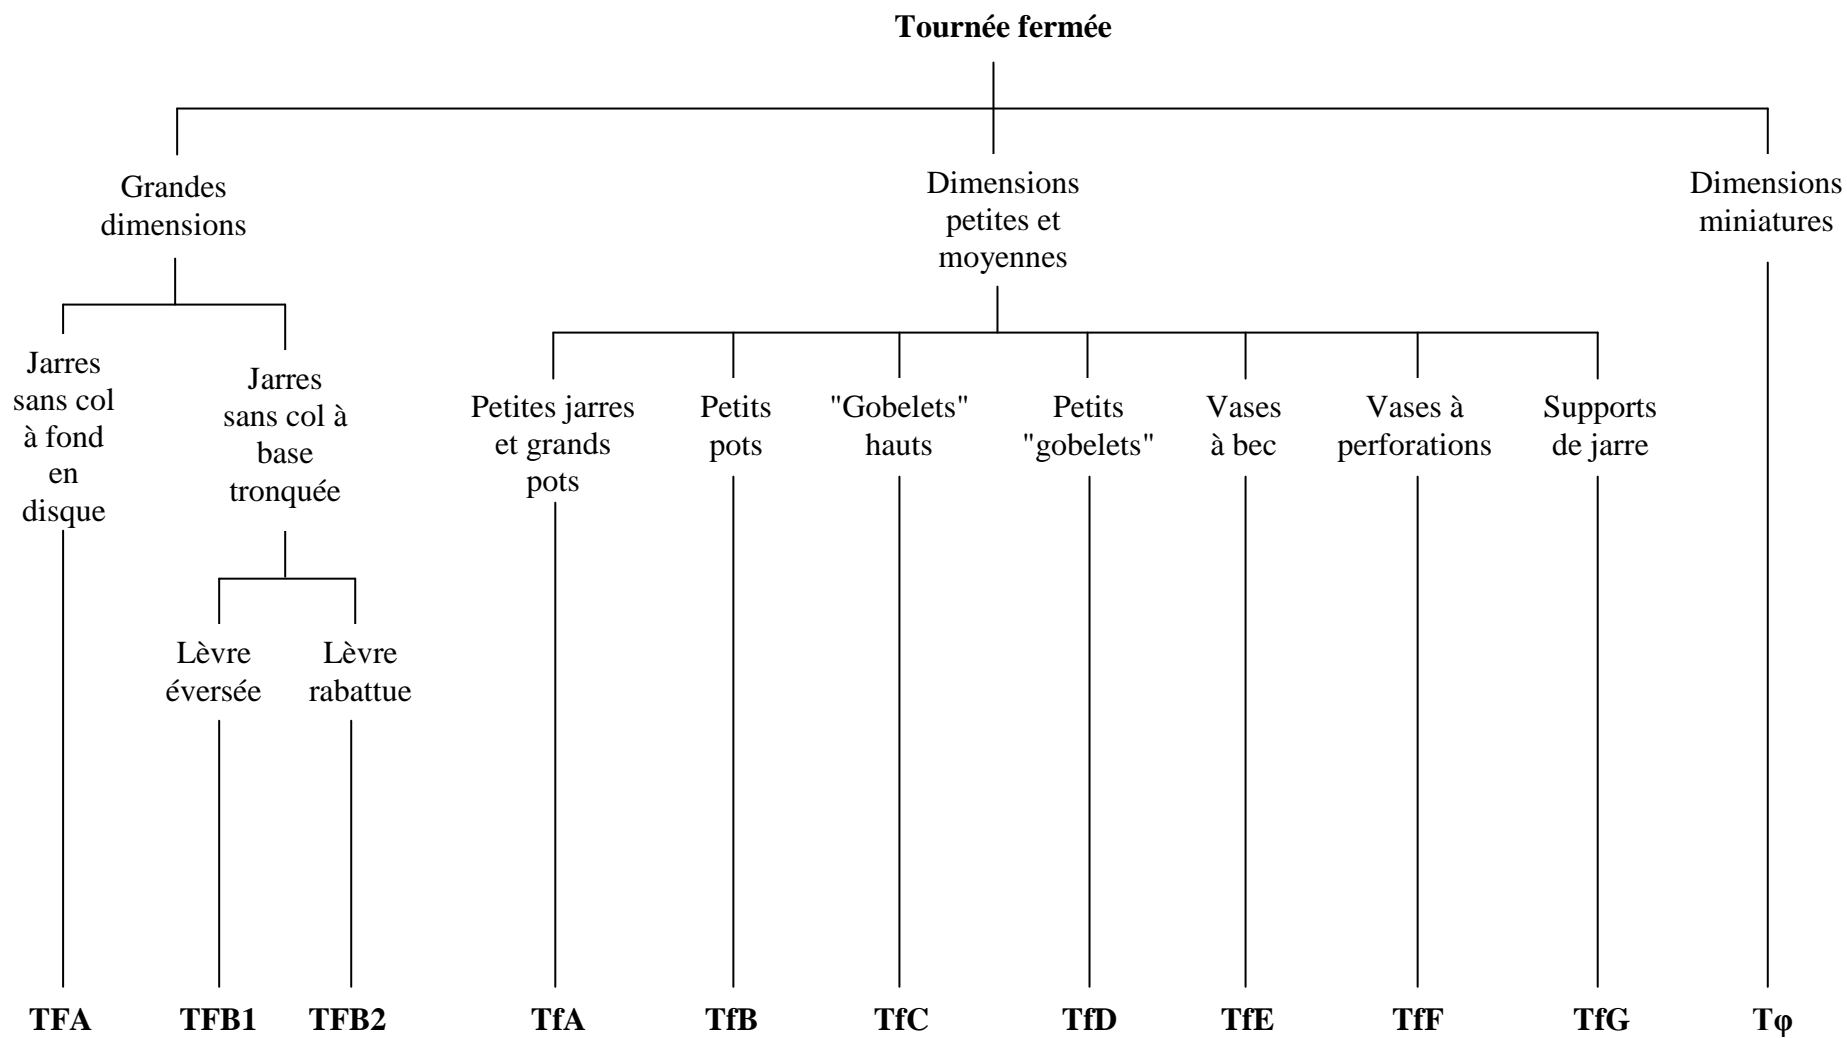 Tournée fermée
Grandes
dimensions
Dimensions
petites et
moyennes
Dimensions
miniatures
Jarres
sans col
à fond
en
disque
Jarres
sans col à
base
tronquée
Petites jarres
et grands
pots
Petits
pots
"Gobelets"
hauts
Petits
"gobelets"
Vases
à bec
Vases à
perforations
Supports
de jarre
Lèvre
éversée
Lèvre
rabattue
TFA
TFB1
TFB2
TfA
TfB
TfC
TfD
TfE
TfF
TfG
Tφ